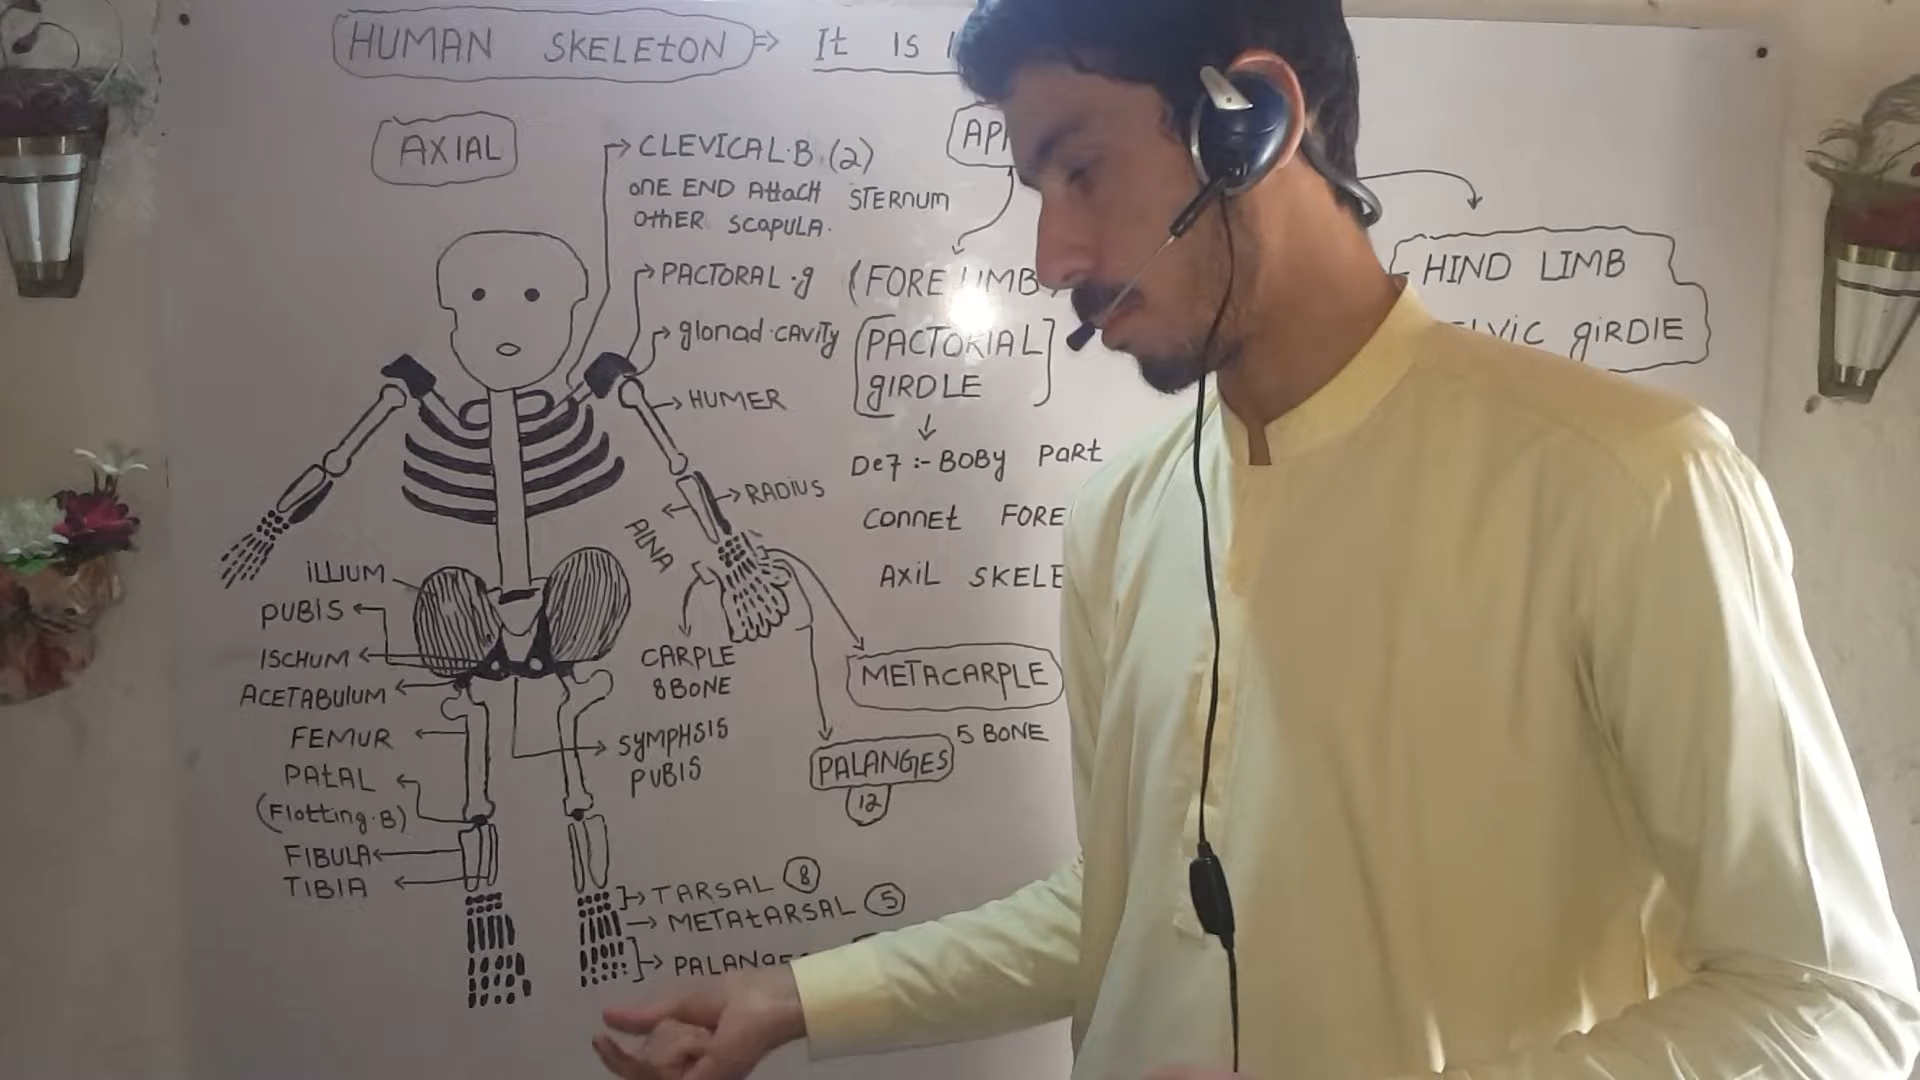 HUMAN SKELEtON => It IS
AXIAL
CLEVICAL.B (2)
onE END Attach STERnUM
OthER ScapULA.
PACTORAL.g
glonad.cavity
HUMER
RADIUS
ALNA
(FORE LIMB
[PACTORIAL]
gIRDLE
De7 :- BOBy Part
Connet FORE
AXiL SKELE
HIND LIMB
giRDIE
iLLIUM
PUBIS
ISCHUM
ACETABULUM
FEMUR
PAtAL
(Flotting.B)
FIBULA
TIBIA
CARPLE
8 BONE
METACARPLE
5 BONE
PALANGES
12
SYMPHSIS
PUBIS
TARSAL 8
METAtARSAL 5